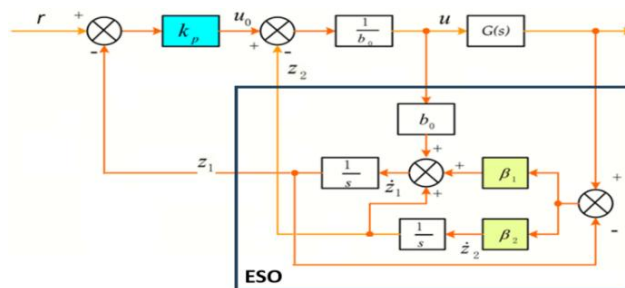 r + - k_p u_0 + - 1/b_0 u G(s)
z_2
b_0
z_1 1/s ż_1 + + + β_1 +
1/s ż_2 β_2 -
ESO